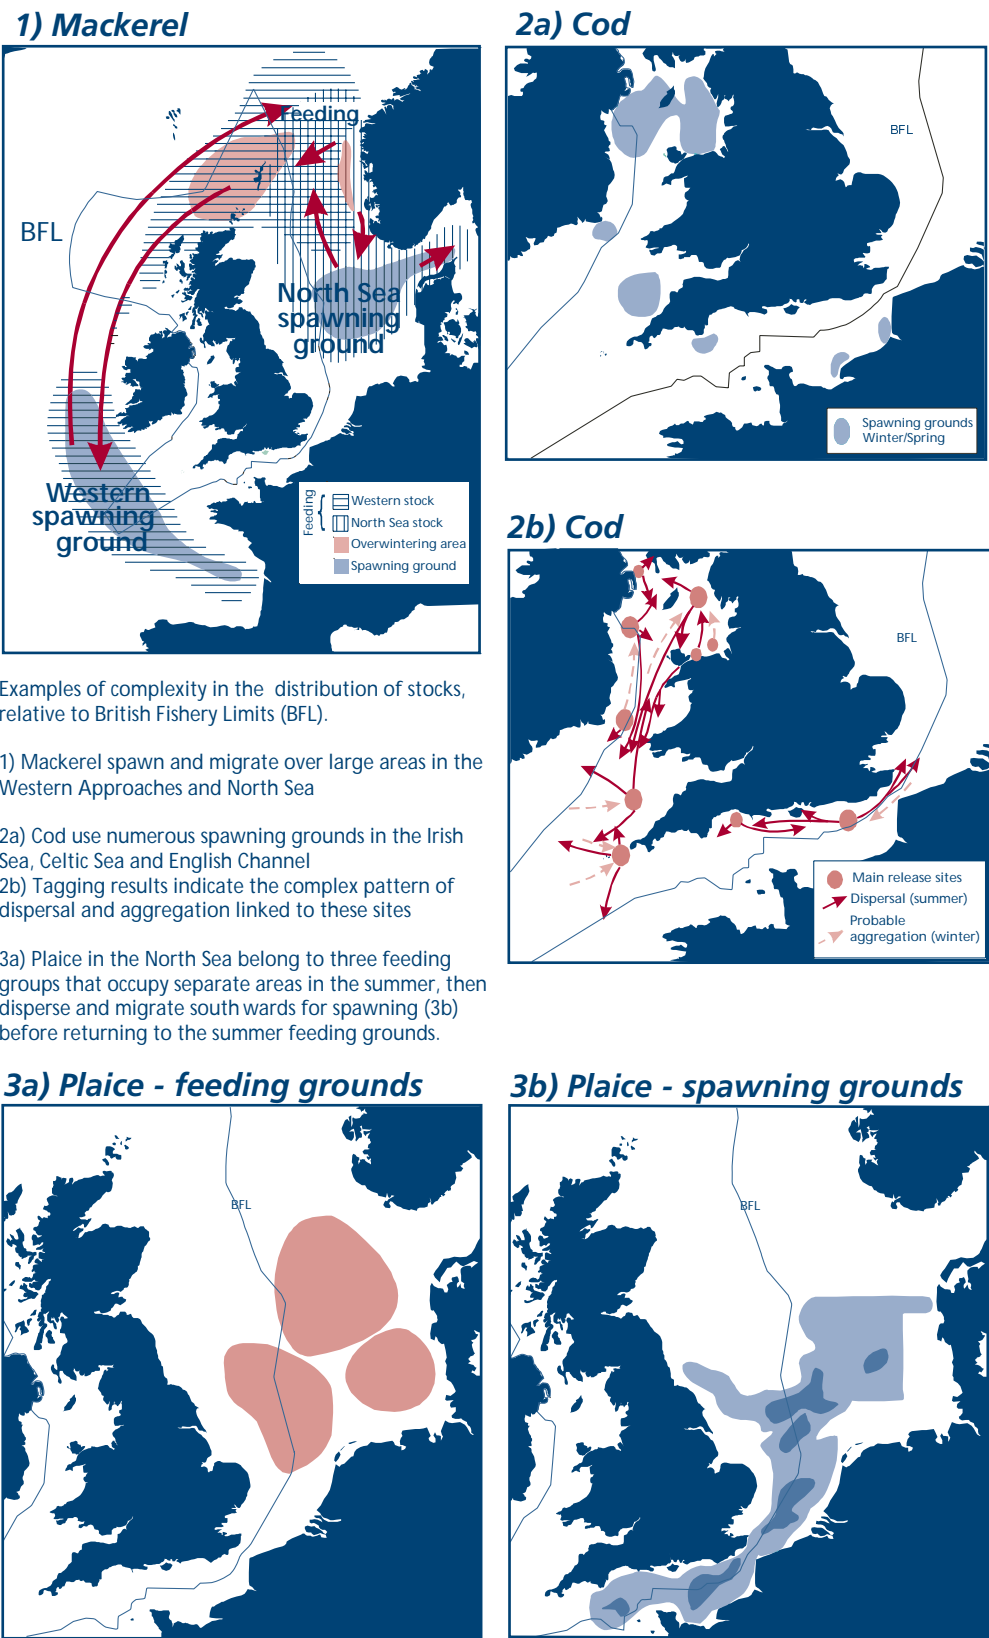 1) Mackerel
Feeding
BFL
North Sea
spawning
ground
Western
spawning
ground
Feeding {
Western stock
North Sea stock
Overwintering area
Spawning ground
2a) Cod
BFL
Spawning grounds
Winter/Spring
2b) Cod
BFL
Main release sites
Dispersal (summer)
Probable
aggregation (winter)
Examples of complexity in the distribution of stocks,
relative to British Fishery Limits (BFL).
1) Mackerel spawn and migrate over large areas in the
Western Approaches and North Sea
2a) Cod use numerous spawning grounds in the Irish
Sea, Celtic Sea and English Channel
2b) Tagging results indicate the complex pattern of
dispersal and aggregation linked to these sites
3a) Plaice in the North Sea belong to three feeding
groups that occupy separate areas in the summer, then
disperse and migrate south wards for spawning (3b)
before returning to the summer feeding grounds.
3a) Plaice - feeding grounds
BFL
3b) Plaice - spawning grounds
BFL